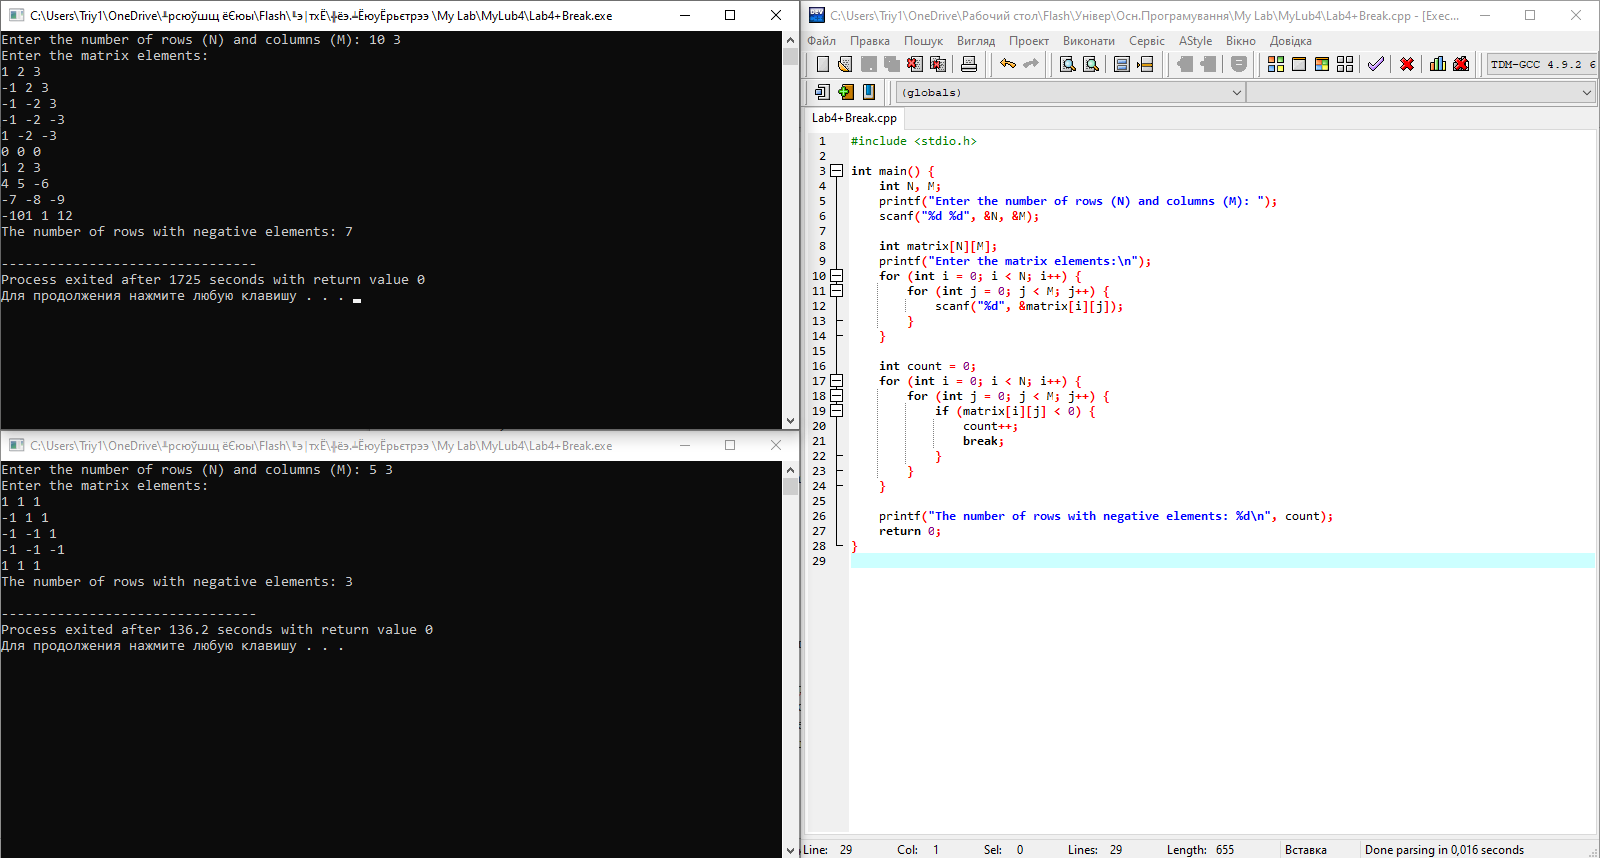 C:\Users\Triy1\OneDrive\╨рсюўшщ ёЄюы\Flash\╙э│тхЁ\╬ёэ.╧ЁюуЁрьєтрээ \My Lab\MyLub4\Lab4+Break.exe
Enter the number of rows (N) and columns (M): 10 3
Enter the matrix elements:
1 2 3
-1 2 3
-1 -2 3
-1 -2 -3
1 -2 -3
0 0 0
1 2 3
4 5 -6
-7 -8 -9
-101 1 12
The number of rows with negative elements: 7
--------------------------------
Process exited after 1725 seconds with return value 0
Для продолжения нажмите любую клавишу . . .
C:\Users\Triy1\OneDrive\╨рсюўшщ ёЄюы\Flash\╙э│тхЁ\╬ёэ.╧ЁюуЁрьєтрээ \My Lab\MyLub4\Lab4+Break.exe
Enter the number of rows (N) and columns (M): 5 3
Enter the matrix elements:
1 1 1
-1 1 1
-1 -1 1
-1 -1 -1
1 1 1
The number of rows with negative elements: 3
--------------------------------
Process exited after 136.2 seconds with return value 0
Для продолжения нажмите любую клавишу . . .
C:\Users\Triy1\OneDrive\Рабочий стол\Flash\Універ\Осн.Програмування\My Lab\MyLub4\Lab4+Break.cpp - [Exec...
Файл Правка Пошук Вигляд Проект Виконати Сервіс AStyle Вікно Довідка
TDM-GCC 4.9.2 6
(globals)
Lab4+Break.cpp
1 #include <stdio.h>
2
3 int main() {
4 int N, M;
5 printf("Enter the number of rows (N) and columns (M): ");
6 scanf("%d %d", &N, &M);
7
8 int matrix[N][M];
9 printf("Enter the matrix elements:\n");
10 for (int i = 0; i < N; i++) {
11 for (int j = 0; j < M; j++) {
12 scanf("%d", &matrix[i][j]);
13 }
14 }
15
16 int count = 0;
17 for (int i = 0; i < N; i++) {
18 for (int j = 0; j < M; j++) {
19 if (matrix[i][j] < 0) {
20 count++;
21 break;
22 }
23 }
24 }
25
26 printf("The number of rows with negative elements: %d\n", count);
27 return 0;
28 }
29
Line: 29 Col: 1 Sel: 0 Lines: 29 Length: 655 Вставка Done parsing in 0,016 seconds